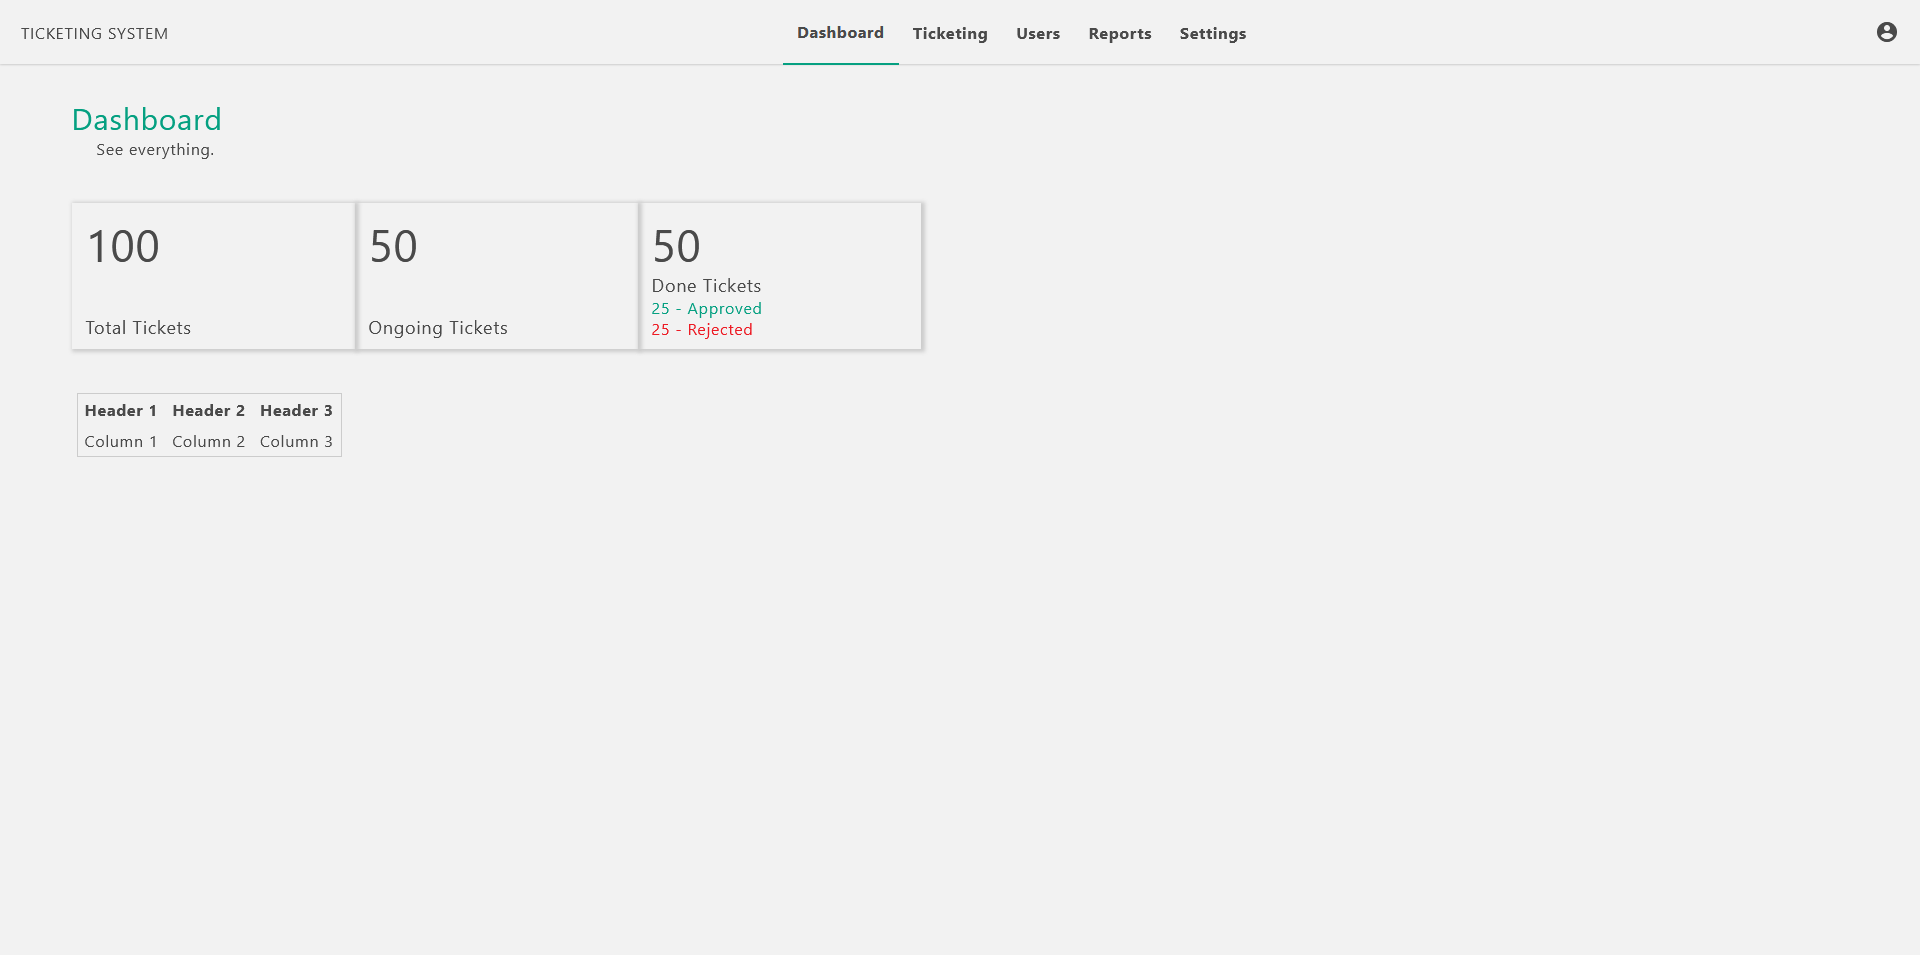 TICKETING SYSTEM Dashboard Ticketing Users Reports Settings
Dashboard
See everything.
100
Total Tickets
50
Ongoing Tickets
50
Done Tickets
25 - Approved
25 - Rejected
Header 1 Header 2 Header 3
Column 1 Column 2 Column 3